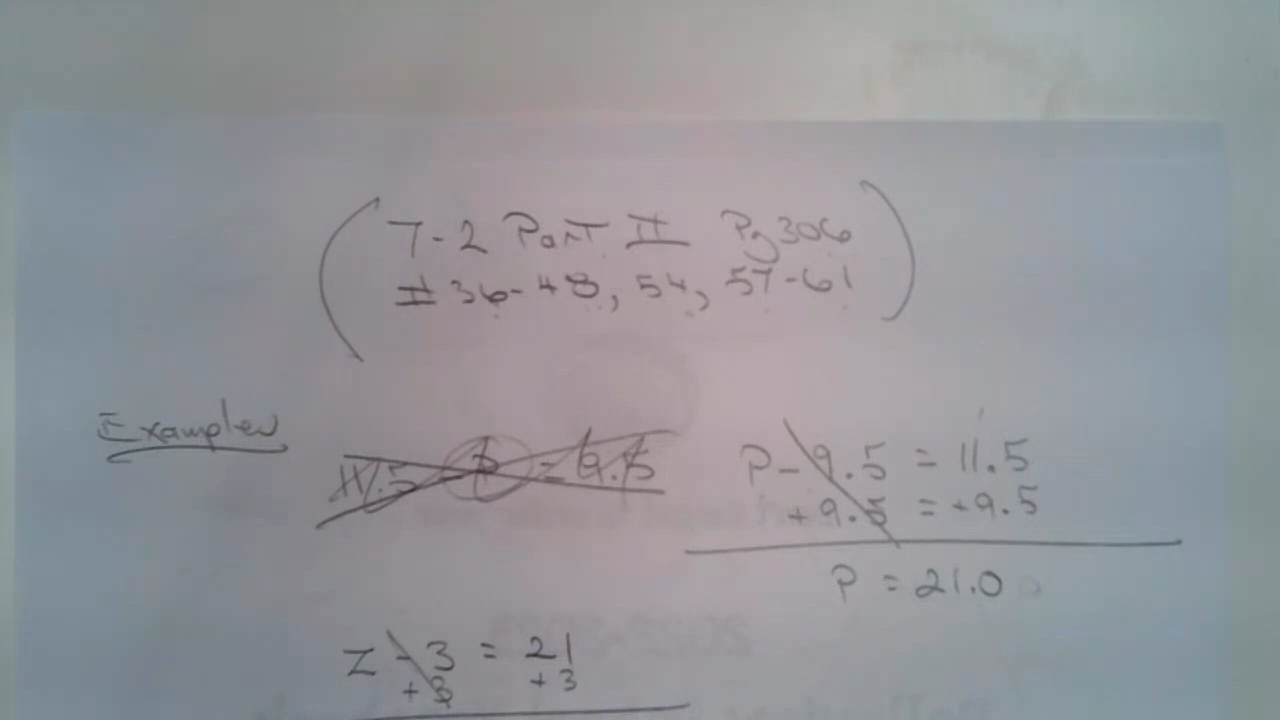 7-2 Part II Pg 306
# 36-48, 54, 57-61
Examples
P - 9.5 = 11.5
+9.5 = +9.5
P = 21.0
z - 3 = 21
+3 +3